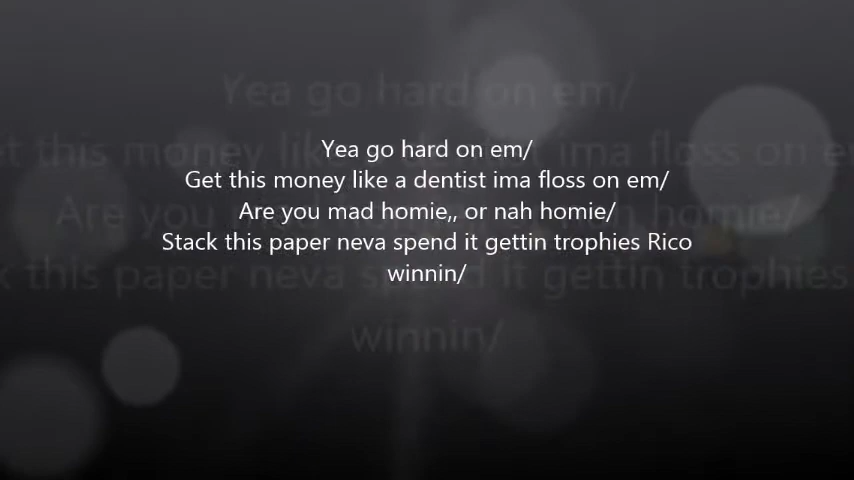 Yea go hard on em/
Get this money like a dentist ima floss on em/
Are you mad homie,, or nah homie/
Stack this paper neva spend it gettin trophies Rico
winnin/